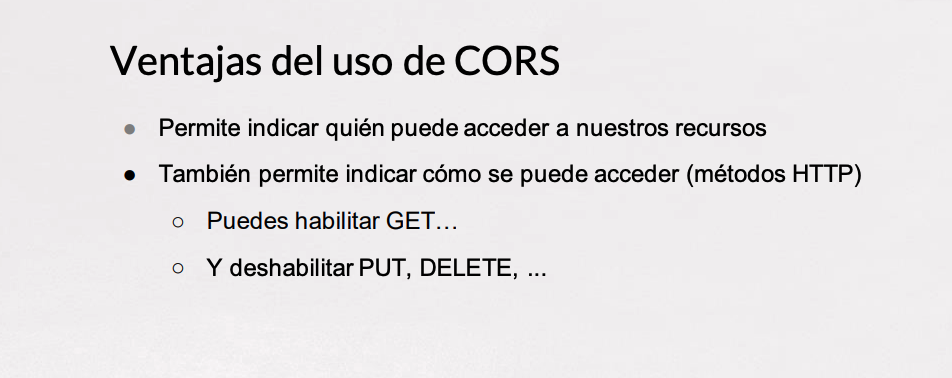 Ventajas del uso de CORS
● Permite indicar quién puede acceder a nuestros recursos
● También permite indicar cómo se puede acceder (métodos HTTP)
○ Puedes habilitar GET…
○ Y deshabilitar PUT, DELETE, ...